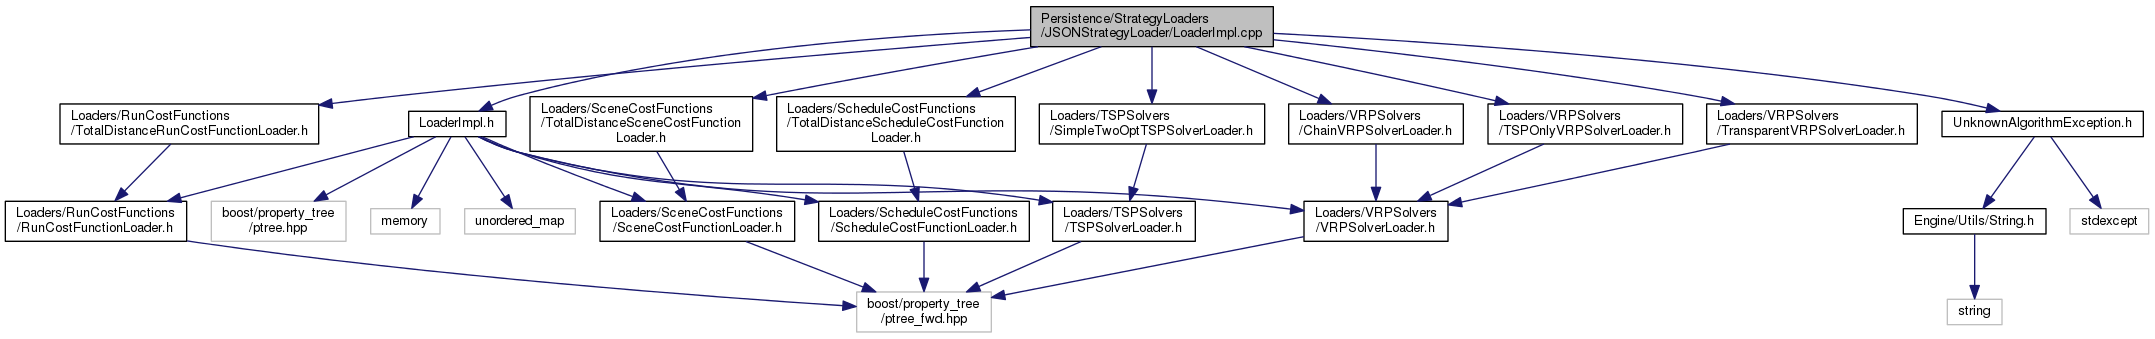 Persistence/StrategyLoaders
/JSONStrategyLoader/LoaderImpl.cpp
Loaders/RunCostFunctions
/TotalDistanceRunCostFunctionLoader.h
LoaderImpl.h
Loaders/SceneCostFunctions
/TotalDistanceSceneCostFunction
Loader.h
Loaders/ScheduleCostFunctions
/TotalDistanceScheduleCostFunction
Loader.h
Loaders/TSPSolvers
/SimpleTwoOptTSPSolverLoader.h
Loaders/VRPSolvers
/ChainVRPSolverLoader.h
Loaders/VRPSolvers
/TSPOnlyVRPSolverLoader.h
Loaders/VRPSolvers
/TransparentVRPSolverLoader.h
UnknownAlgorithmException.h
Loaders/RunCostFunctions
/RunCostFunctionLoader.h
boost/property_tree
/ptree.hpp
memory
unordered_map
Loaders/SceneCostFunctions
/SceneCostFunctionLoader.h
Loaders/ScheduleCostFunctions
/ScheduleCostFunctionLoader.h
Loaders/TSPSolvers
/TSPSolverLoader.h
Loaders/VRPSolvers
/VRPSolverLoader.h
Engine/Utils/String.h
stdexcept
boost/property_tree
/ptree_fwd.hpp
string